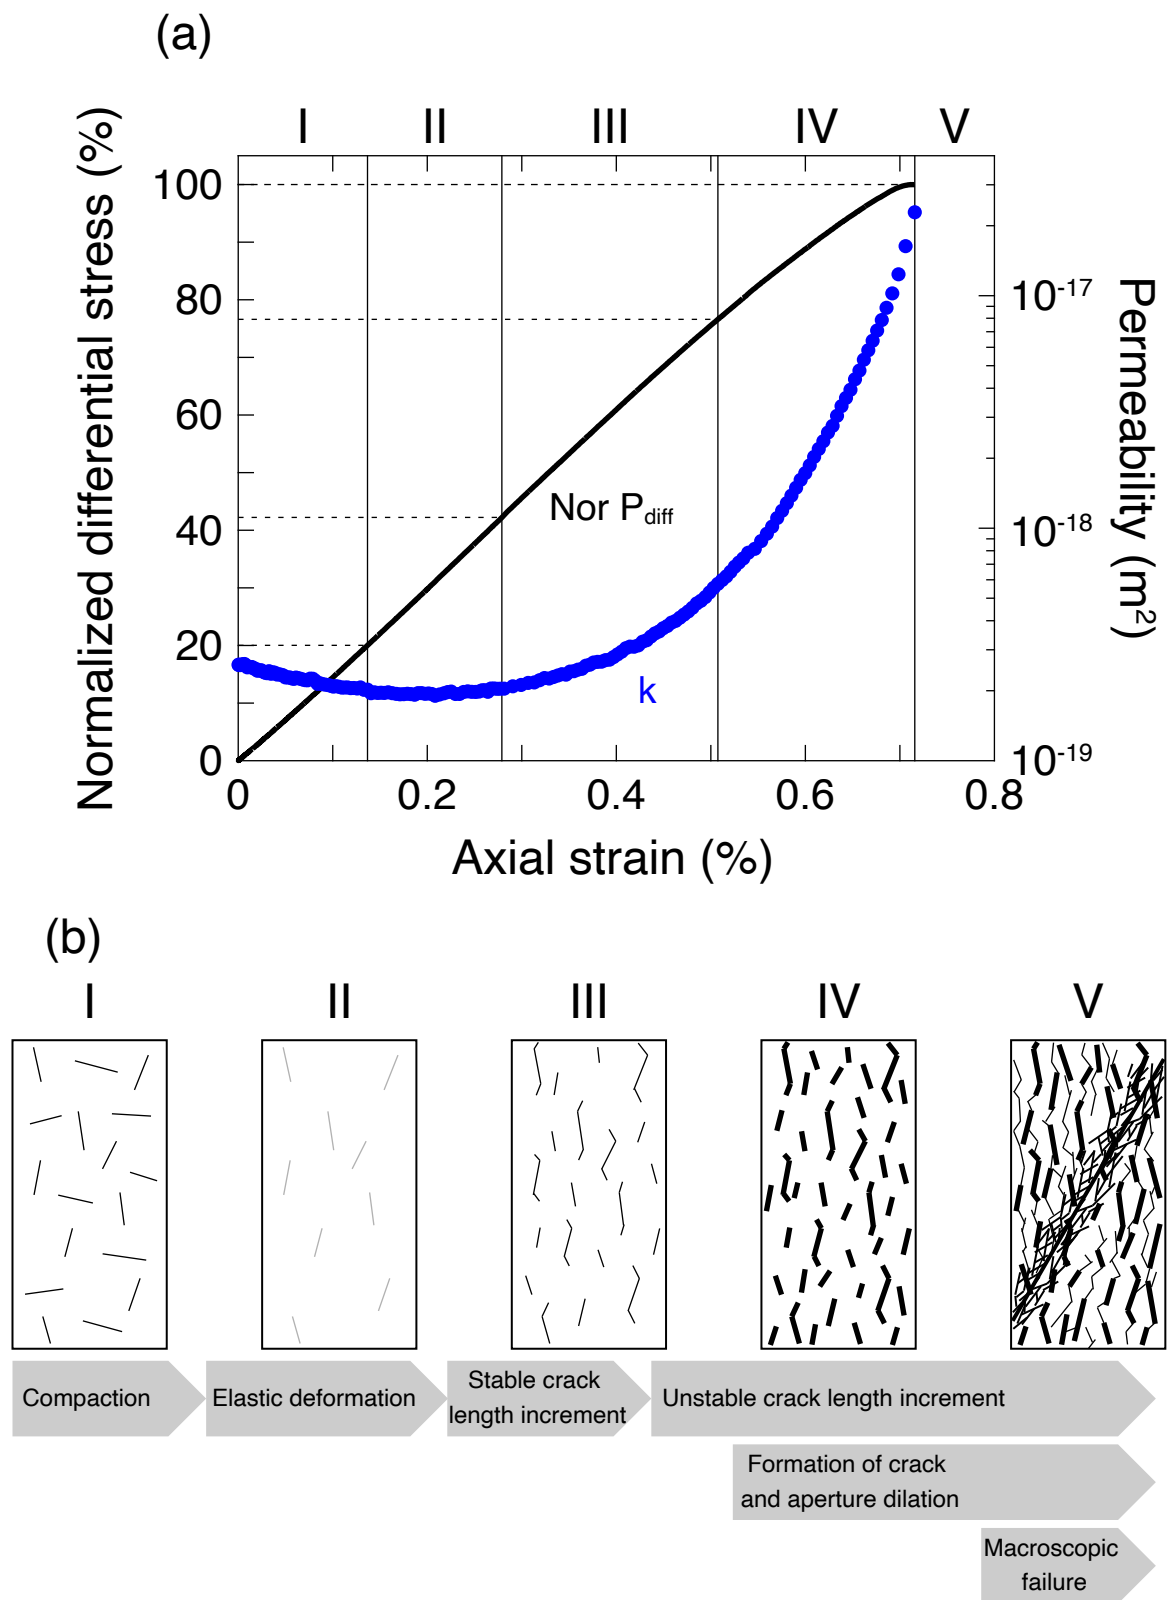 (a)
I II III IV V
Normalized differential stress (%)
100
80
60
40
20
0
Nor Pdiff
k
10-17
10-18
10-19
Permeability (m2)
0 0.2 0.4 0.6 0.8
Axial strain (%)
(b)
I II III IV V
Compaction
Elastic deformation
Stable crack
length increment
Unstable crack length increment
Formation of crack
and aperture dilation
Macroscopic
failure